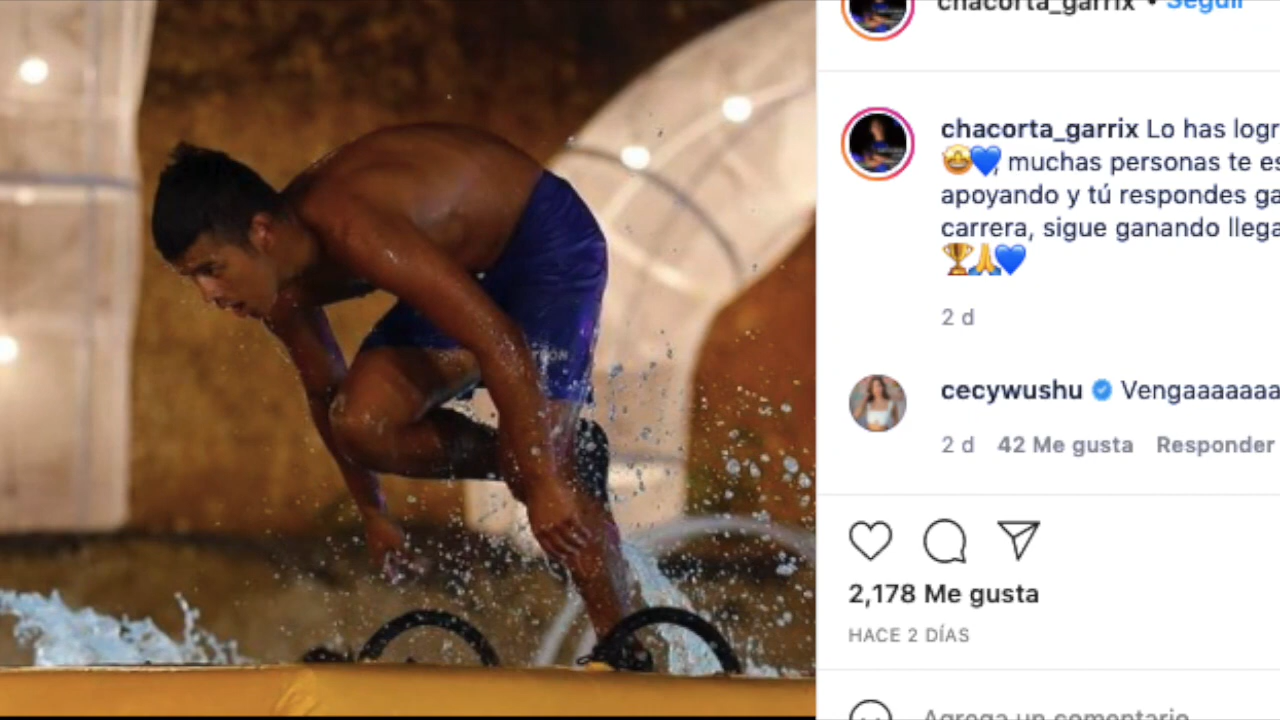 chacorta_garrix • Seguir
chacorta_garrix Lo has logr
🤩💙, muchas personas te es
apoyando y tú respondes ga
carrera, sigue ganando llega
🏆🙏💙
2 d
cecywushu Vengaaaaaaa
2 d 42 Me gusta Responder
2,178 Me gusta
HACE 2 DÍAS
Agrega un comentario